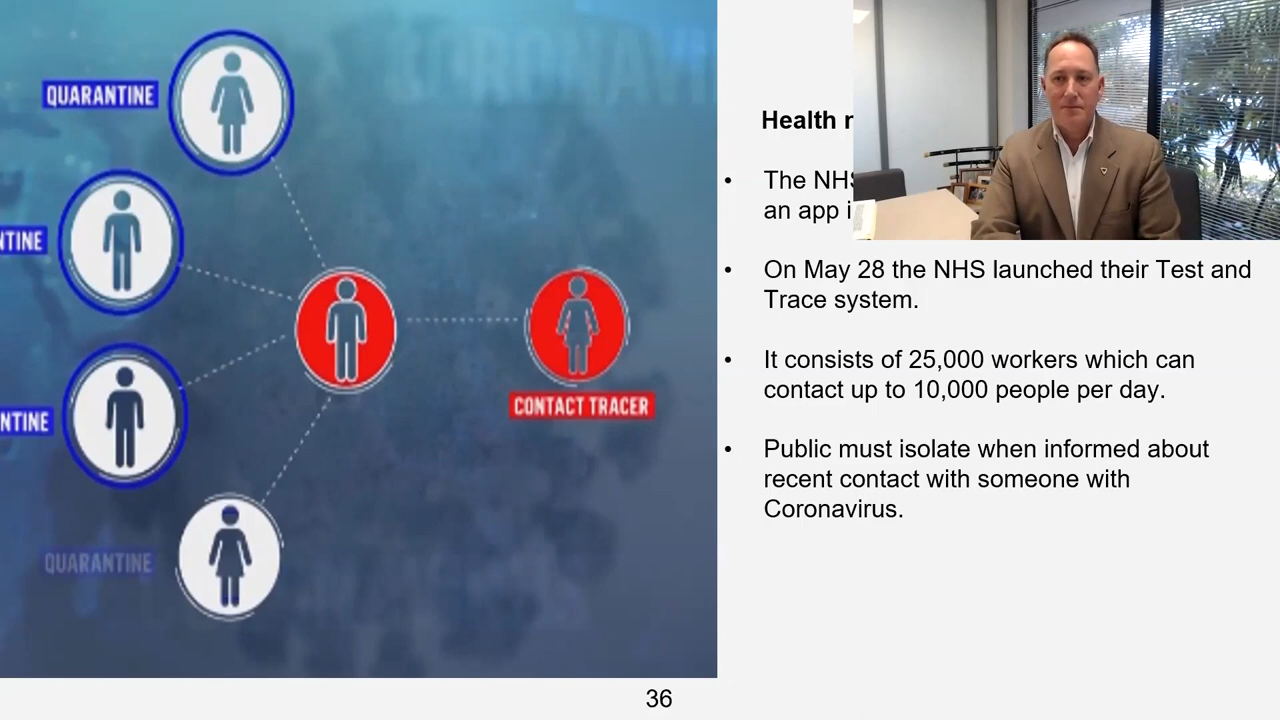 QUARANTINE
NTINE
NTINE
QUARANTINE
CONTACT TRACER
Health
• The NHS
an app
• On May 28 the NHS launched their Test and
Trace system.
• It consists of 25,000 workers which can
contact up to 10,000 people per day.
• Public must isolate when informed about
recent contact with someone with
Coronavirus.
36